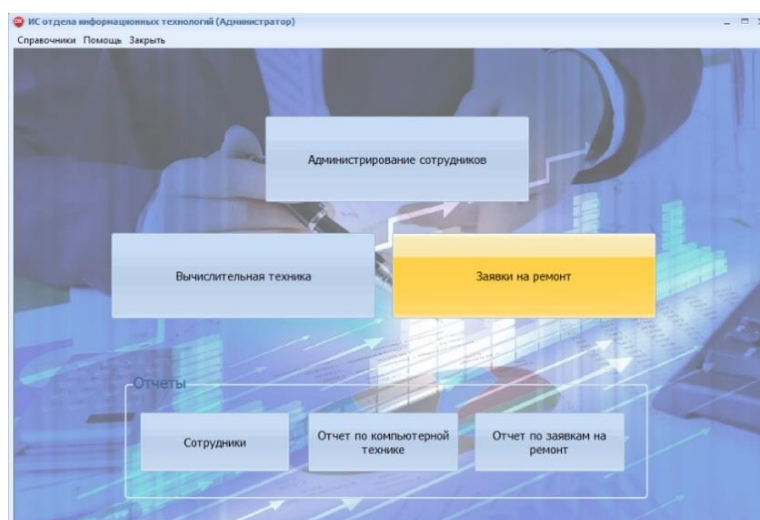 ИС отдела информационных технологий (Администратор)
Справочники Помощь Закрыть
Администрирование сотрудников
Вычислительная техника
Заявки на ремонт
Отчеты
Сотрудники
Отчет по компьютерной
технике
Отчет по заявкам на
ремонт